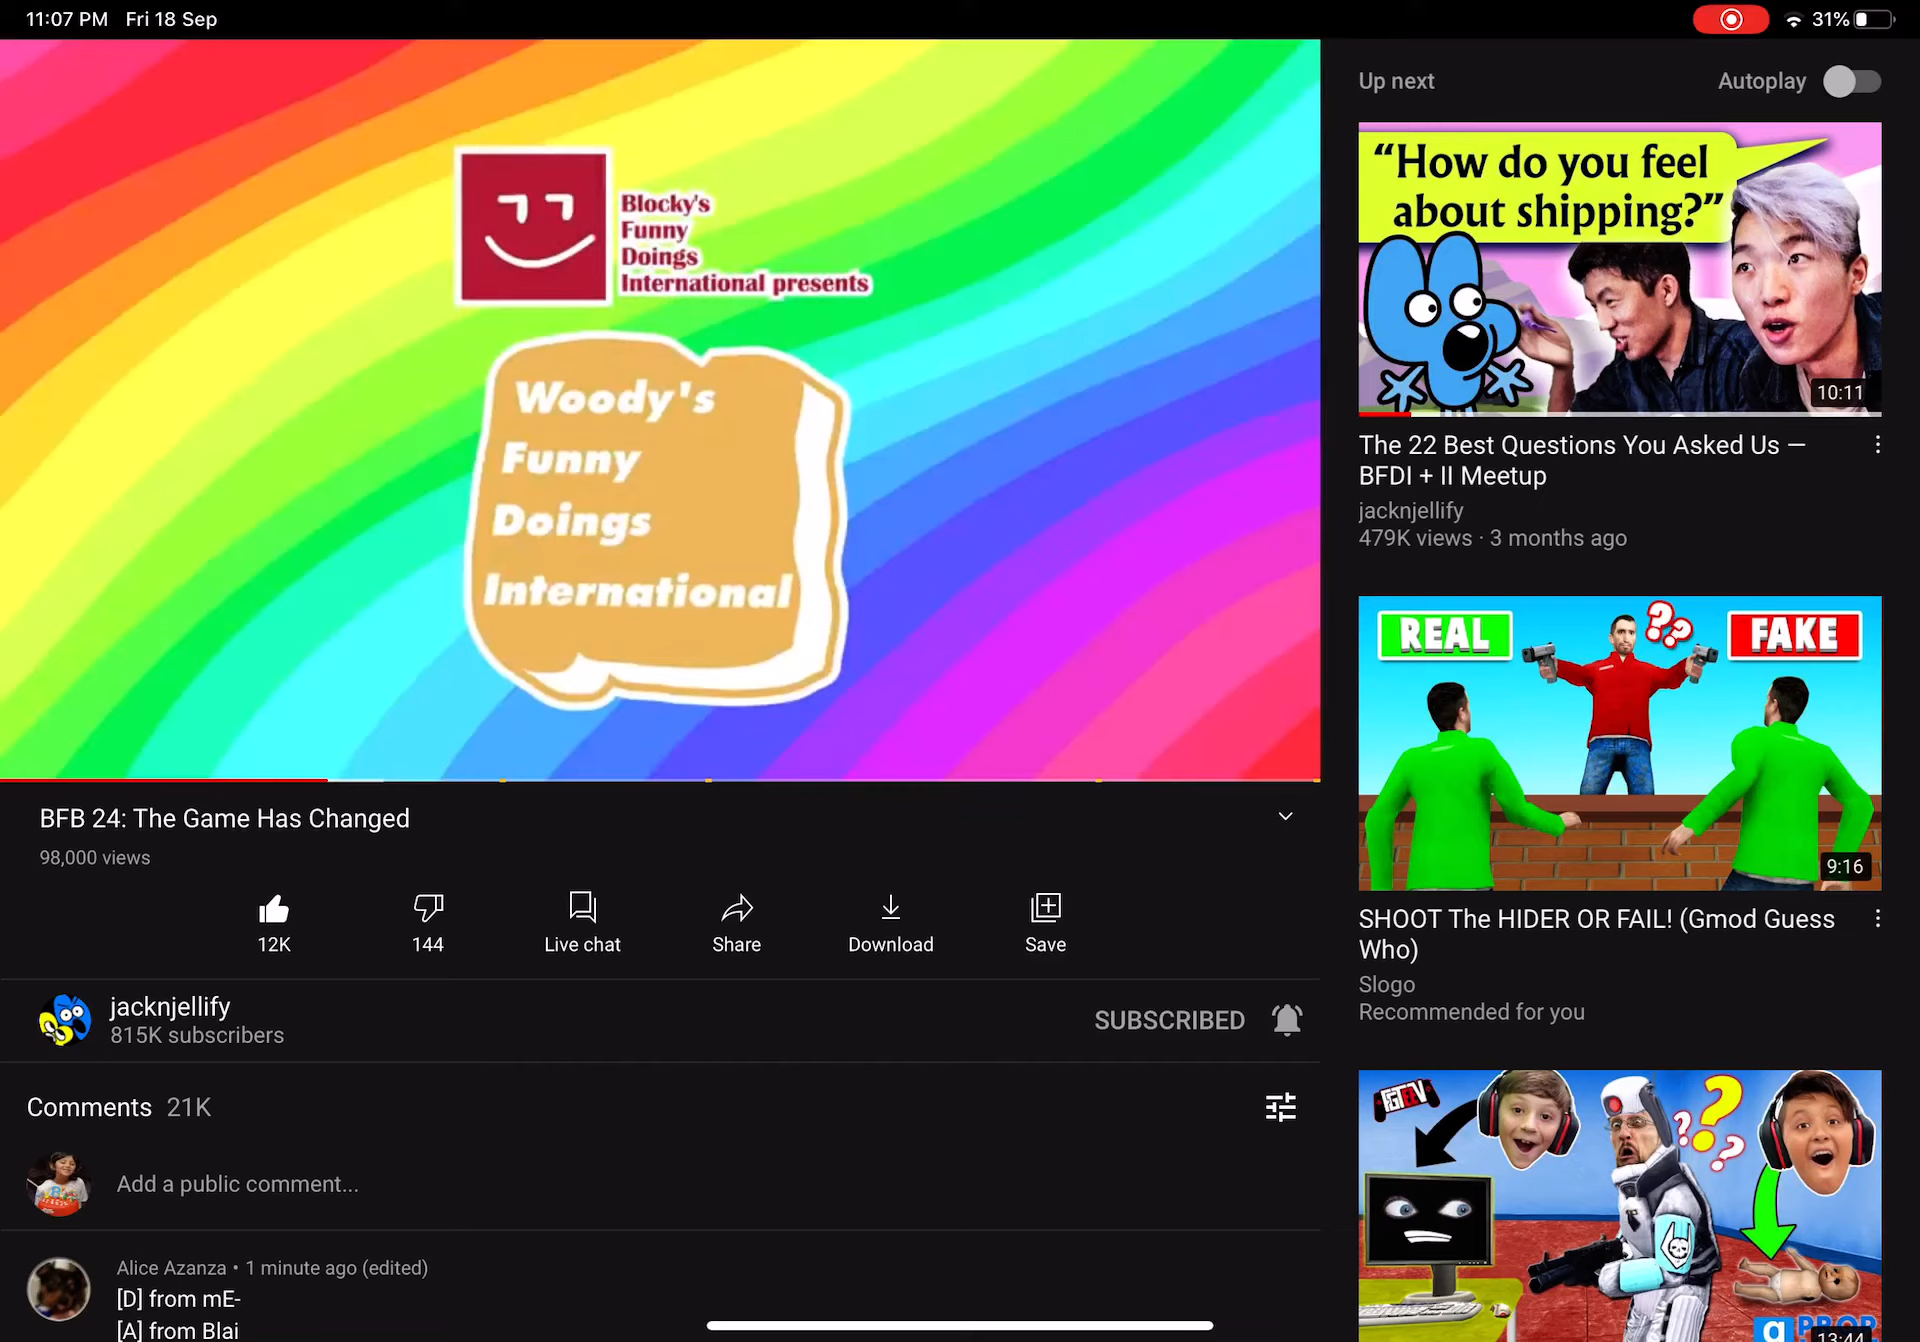 11:07 PM Fri 18 Sep
31%
Blocky's
Funny
Doings
International presents
Woody's
Funny
Doings
International
BFB 24: The Game Has Changed
98,000 views
12K
144
Live chat
Share
Download
Save
jacknjellify
815K subscribers
SUBSCRIBED
Comments 21K
Add a public comment...
Alice Azanza • 1 minute ago (edited)
[D] from mE-
[A] from Blai
Up next
Autoplay
“How do you feel
about shipping?”
10:11
The 22 Best Questions You Asked Us —
BFDI + II Meetup
jacknjellify
479K views · 3 months ago
REAL
??
FAKE
9:16
SHOOT The HIDER OR FAIL! (Gmod Guess
Who)
Slogo
Recommended for you
FGTEEV
???
13:44